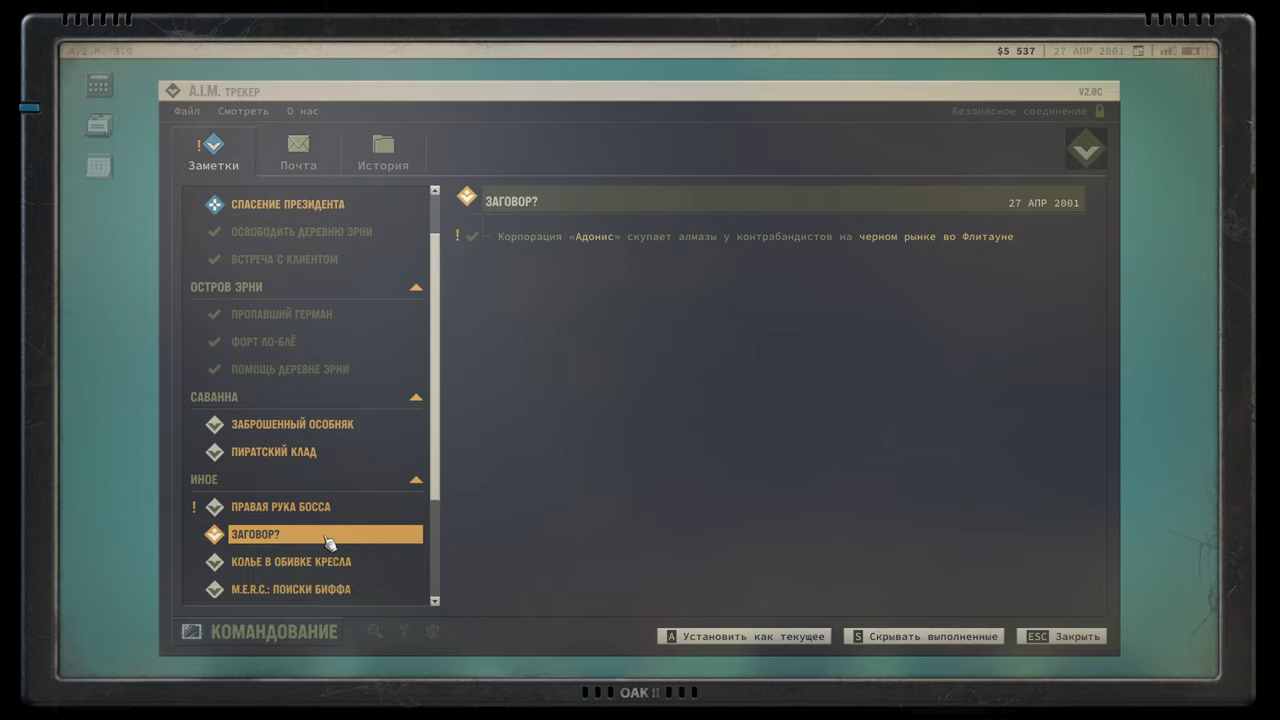 A.I.M. 3.0
$5 537 27 АПР 2001
A.I.M. ТРЕКЕР
V2.0C
Файл Смотреть О нас
Безопасное соединение
Заметки Почта История
СПАСЕНИЕ ПРЕЗИДЕНТА
ОСВОБОДИТЬ ДЕРЕВНЮ ЭРНИ
ВСТРЕЧА С КЛИЕНТОМ
ОСТРОВ ЭРНИ
ПРОПАВШИЙ ГЕРМАН
ФОРТ ЛО-БЛЁ
ПОМОЩЬ ДЕРЕВНЕ ЭРНИ
САВАННА
ЗАБРОШЕННЫЙ ОСОБНЯК
ПИРАТСКИЙ КЛАД
ИНОЕ
! ПРАВАЯ РУКА БОССА
ЗАГОВОР?
КОЛЬЕ В ОБИВКЕ КРЕСЛА
M.E.R.C.: ПОИСКИ БИФФА
ЗАГОВОР?
27 АПР 2001
! Корпорация «Адонис» скупает алмазы у контрабандистов на черном рынке во Флитауне
КОМАНДОВАНИЕ
A Установить как текущее
S Скрывать выполненные
ESC Закрыть
OAK II